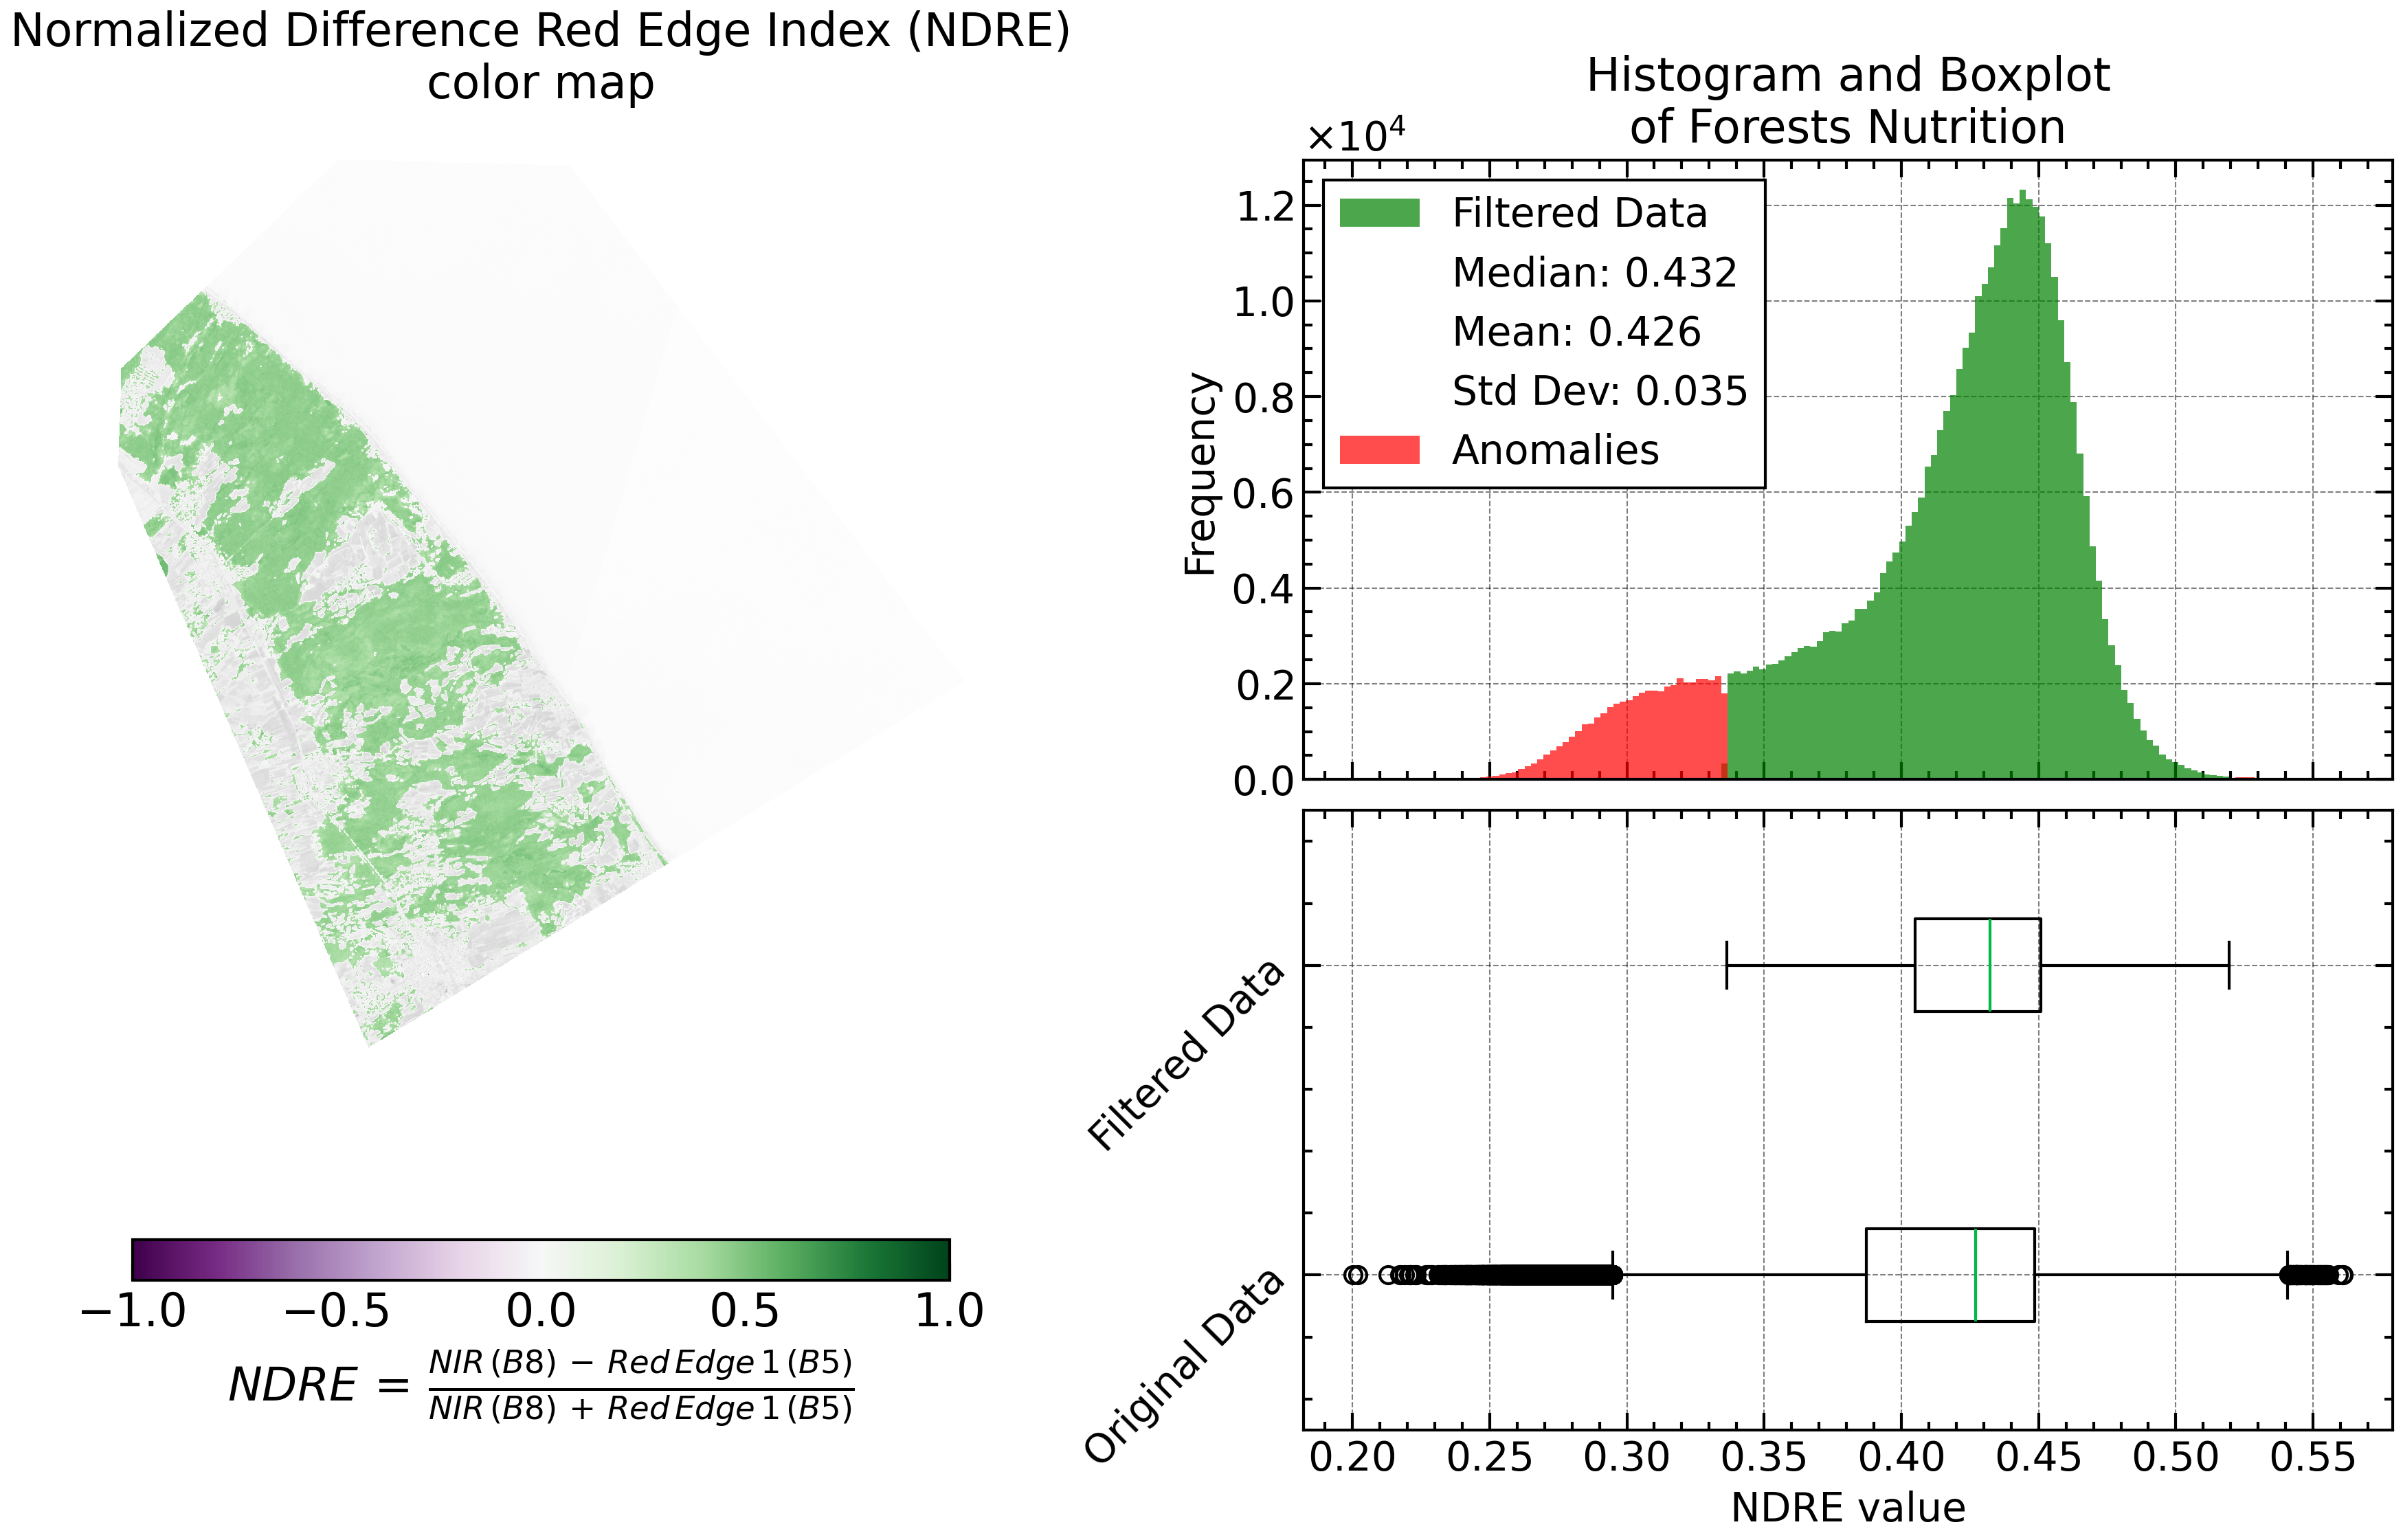 Normalized Difference Red Edge Index (NDRE)
color map
−1.0 −0.5 0.0 0.5 1.0
NDRE = NIR (B8) − Red Edge 1 (B5)
NIR (B8) + Red Edge 1 (B5)
Histogram and Boxplot
of Forests Nutrition
×10⁴
1.2
1.0
0.8
0.6
0.4
0.2
0.0
Frequency
Filtered Data
Median: 0.432
Mean: 0.426
Std Dev: 0.035
Anomalies
Filtered Data
Original Data
0.20 0.25 0.30 0.35 0.40 0.45 0.50 0.55
NDRE value